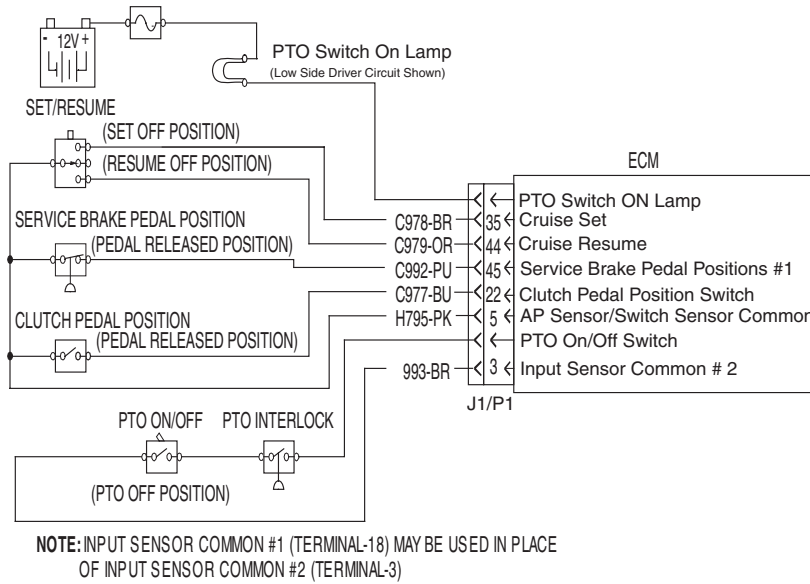 - 12V +
PTO Switch On Lamp
(Low Side Driver Circuit Shown)
SET/RESUME
(SET OFF POSITION)
(RESUME OFF POSITION)
ECM
PTO Switch ON Lamp
C978-BR 35 Cruise Set
C979-OR 44 Cruise Resume
SERVICE BRAKE PEDAL POSITION
(PEDAL RELEASED POSITION)
C992-PU 45 Service Brake Pedal Positions #1
C977-BU 22 Clutch Pedal Position Switch
CLUTCH PEDAL POSITION
(PEDAL RELEASED POSITION)
H795-PK 5 AP Sensor/Switch Sensor Common
PTO On/Off Switch
993-BR 3 Input Sensor Common # 2
J1/P1
PTO ON/OFF PTO INTERLOCK
(PTO OFF POSITION)
NOTE: INPUT SENSOR COMMON #1 (TERMINAL-18) MAY BE USED IN PLACE
OF INPUT SENSOR COMMON #2 (TERMINAL-3)